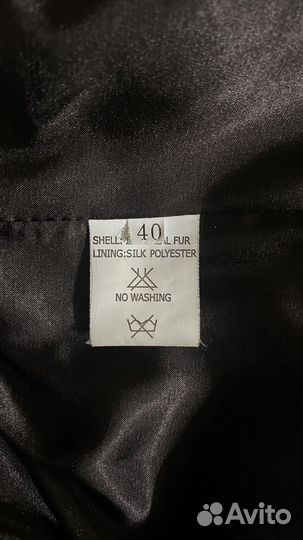 40
SHELL: FUR
LINING:SILK POLYESTER
NO WASHING
Avito